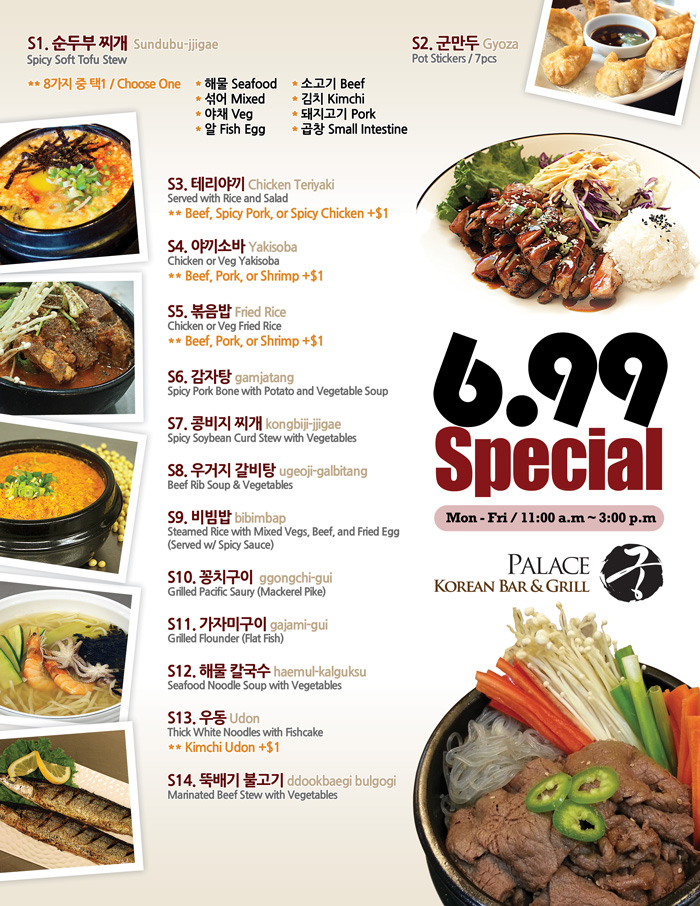 S1. 순두부 찌개 Sundubu-jjigae
Spicy Soft Tofu Stew
** 8가지 중 택1 / Choose One
* 해물 Seafood
* 섞어 Mixed
* 야채 Veg
* 알 Fish Egg
* 소고기 Beef
* 김치 Kimchi
* 돼지고기 Pork
* 곱창 Small Intestine
S2. 군만두 Gyoza
Pot Stickers / 7pcs
S3. 테리야끼 Chicken Teriyaki
Served with Rice and Salad
** Beef, Spicy Pork, or Spicy Chicken +$1
S4. 야끼소바 Yakisoba
Chicken or Veg Yakisoba
** Beef, Pork, or Shrimp +$1
S5. 볶음밥 Fried Rice
Chicken or Veg Fried Rice
** Beef, Pork, or Shrimp +$1
S6. 감자탕 gamjatang
Spicy Pork Bone with Potato and Vegetable Soup
S7. 콩비지 찌개 kongbiji-jjigae
Spicy Soybean Curd Stew with Vegetables
S8. 우거지 갈비탕 ugeoji-galbitang
Beef Rib Soup & Vegetables
S9. 비빔밥 bibimbap
Steamed Rice with Mixed Vegs, Beef, and Fried Egg
(Served w/ Spicy Sauce)
S10. 꽁치구이 ggongchi-gui
Grilled Pacific Saury (Mackerel Pike)
S11. 가자미구이 gajami-gui
Grilled Flounder (Flat Fish)
S12. 해물 칼국수 haemul-kalguksu
Seafood Noodle Soup with Vegetables
S13. 우동 Udon
Thick White Noodles with Fishcake
** Kimchi Udon +$1
S14. 뚝배기 불고기 ddookbaegi bulgogi
Marinated Beef Stew with Vegetables
6.99
Special
Mon - Fri / 11:00 a.m ~ 3:00 p.m
PALACE
KOREAN BAR & GRILL
궁